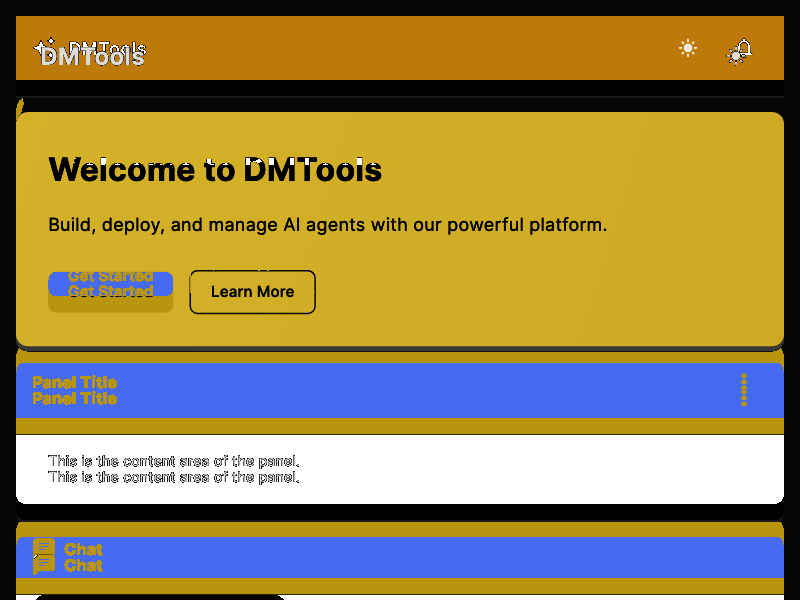 DMTools
DMTools
Welcome to DMTools
Build, deploy, and manage AI agents with our powerful platform.
Get Started
Get Started
Learn More
Panel Title
Panel Title
This is the content area of the panel.
This is the content area of the panel.
Chat
Chat